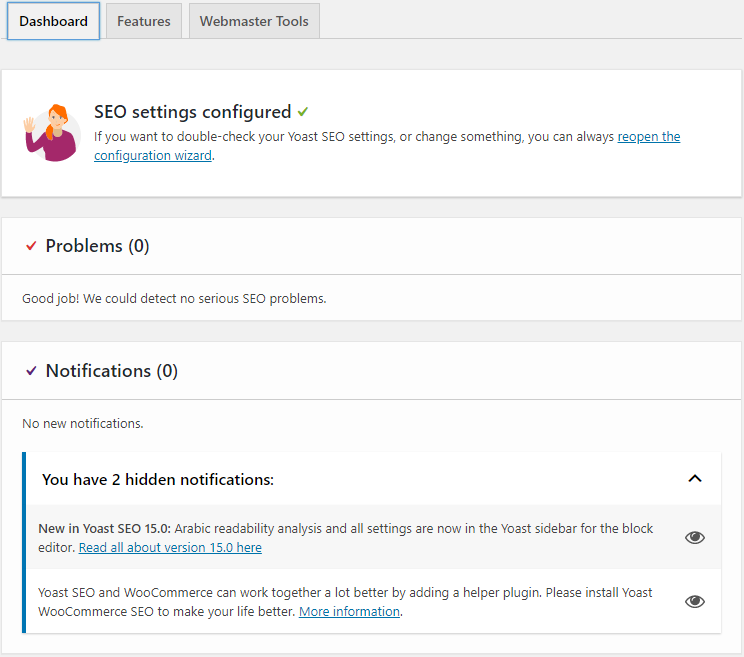 Dashboard Features Webmaster Tools
SEO settings configured
If you want to double-check your Yoast SEO settings, or change something, you can always reopen the
configuration wizard.
Problems (0)
Good job! We could detect no serious SEO problems.
Notifications (0)
No new notifications.
You have 2 hidden notifications:
New in Yoast SEO 15.0: Arabic readability analysis and all settings are now in the Yoast sidebar for the block
editor. Read all about version 15.0 here
Yoast SEO and WooCommerce can work together a lot better by adding a helper plugin. Please install Yoast
WooCommerce SEO to make your life better. More information.